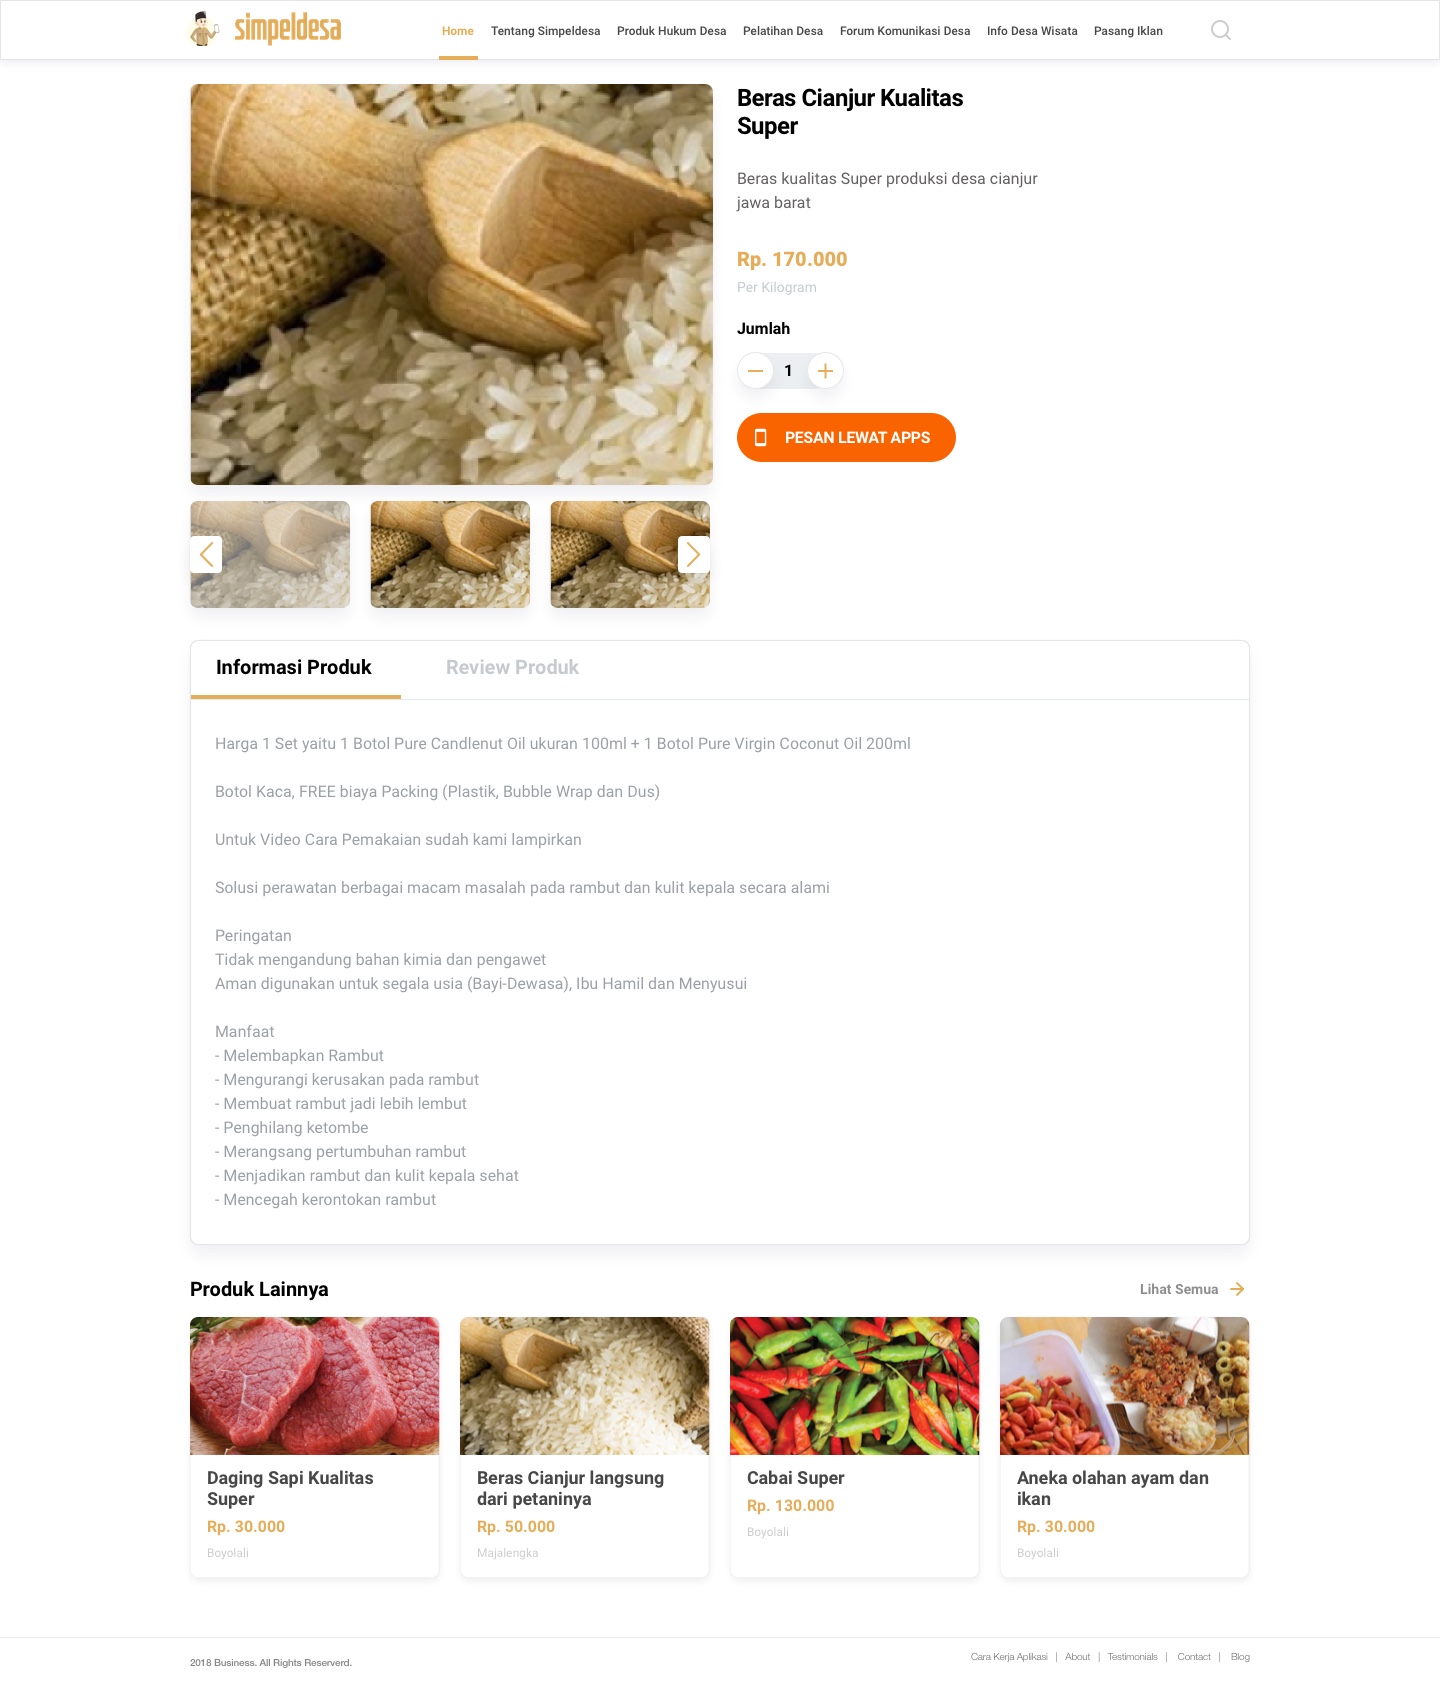 simpeldesa
Home Tentang Simpeldesa Produk Hukum Desa Pelatihan Desa Forum Komunikasi Desa Info Desa Wisata Pasang Iklan
Beras Cianjur Kualitas
Super
Beras kualitas Super produksi desa cianjur
jawa barat
Rp. 170.000
Per Kilogram
Jumlah
1
PESAN LEWAT APPS
Informasi Produk Review Produk
Harga 1 Set yaitu 1 Botol Pure Candlenut Oil ukuran 100ml + 1 Botol Pure Virgin Coconut Oil 200ml
Botol Kaca, FREE biaya Packing (Plastik, Bubble Wrap dan Dus)
Untuk Video Cara Pemakaian sudah kami lampirkan
Solusi perawatan berbagai macam masalah pada rambut dan kulit kepala secara alami
Peringatan
Tidak mengandung bahan kimia dan pengawet
Aman digunakan untuk segala usia (Bayi-Dewasa), Ibu Hamil dan Menyusui
Manfaat
- Melembapkan Rambut
- Mengurangi kerusakan pada rambut
- Membuat rambut jadi lebih lembut
- Penghilang ketombe
- Merangsang pertumbuhan rambut
- Menjadikan rambut dan kulit kepala sehat
- Mencegah kerontokan rambut
Produk Lainnya
Lihat Semua
Daging Sapi Kualitas
Super
Rp. 30.000
Boyolali
Beras Cianjur langsung
dari petaninya
Rp. 50.000
Majalengka
Cabai Super
Rp. 130.000
Boyolali
Aneka olahan ayam dan
ikan
Rp. 30.000
Boyolali
2018 Business. All Rights Reserverd.
Cara Kerja Aplikasi | About | Testimonials | Contact | Blog